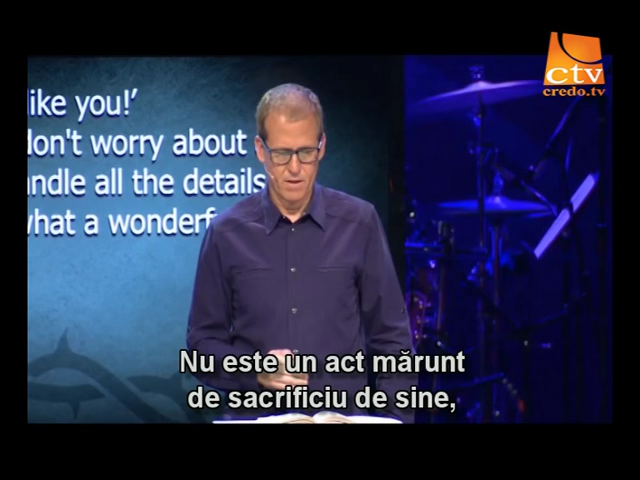 ctv
credo.tv
like you!'
don't worry about
handle all the details
what a wonderf
Nu este un act mărunt
de sacrificiu de sine,